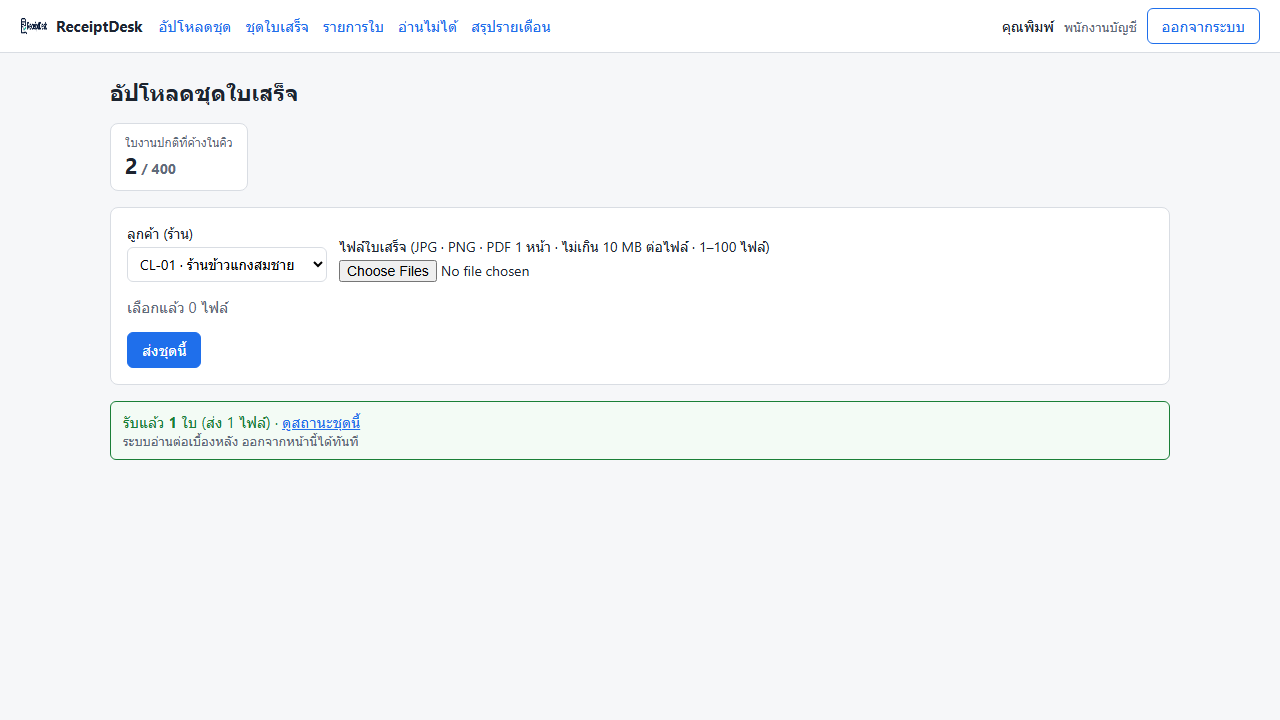 ReceiptDesk อัปโหลดชุด ชุดใบเสร็จ รายการใบ อ่านไม่ได้ สรุปรายเดือน คุณพิมพ์ พนักงานบัญชี ออกจากระบบ
อัปโหลดชุดใบเสร็จ
ใบงานปกติที่ค้างในคิว
2 / 400
ลูกค้า (ร้าน)
ไฟล์ใบเสร็จ (JPG · PNG · PDF 1 หน้า · ไม่เกิน 10 MB ต่อไฟล์ · 1–100 ไฟล์)
CL-01 · ร้านข้าวแกงสมชาย
Choose Files No file chosen
เลือกแล้ว 0 ไฟล์
ส่งชุดนี้
รับแล้ว 1 ใบ (ส่ง 1 ไฟล์) · ดูสถานะชุดนี้
ระบบอ่านต่อเบื้องหลัง ออกจากหน้านี้ได้ทันที